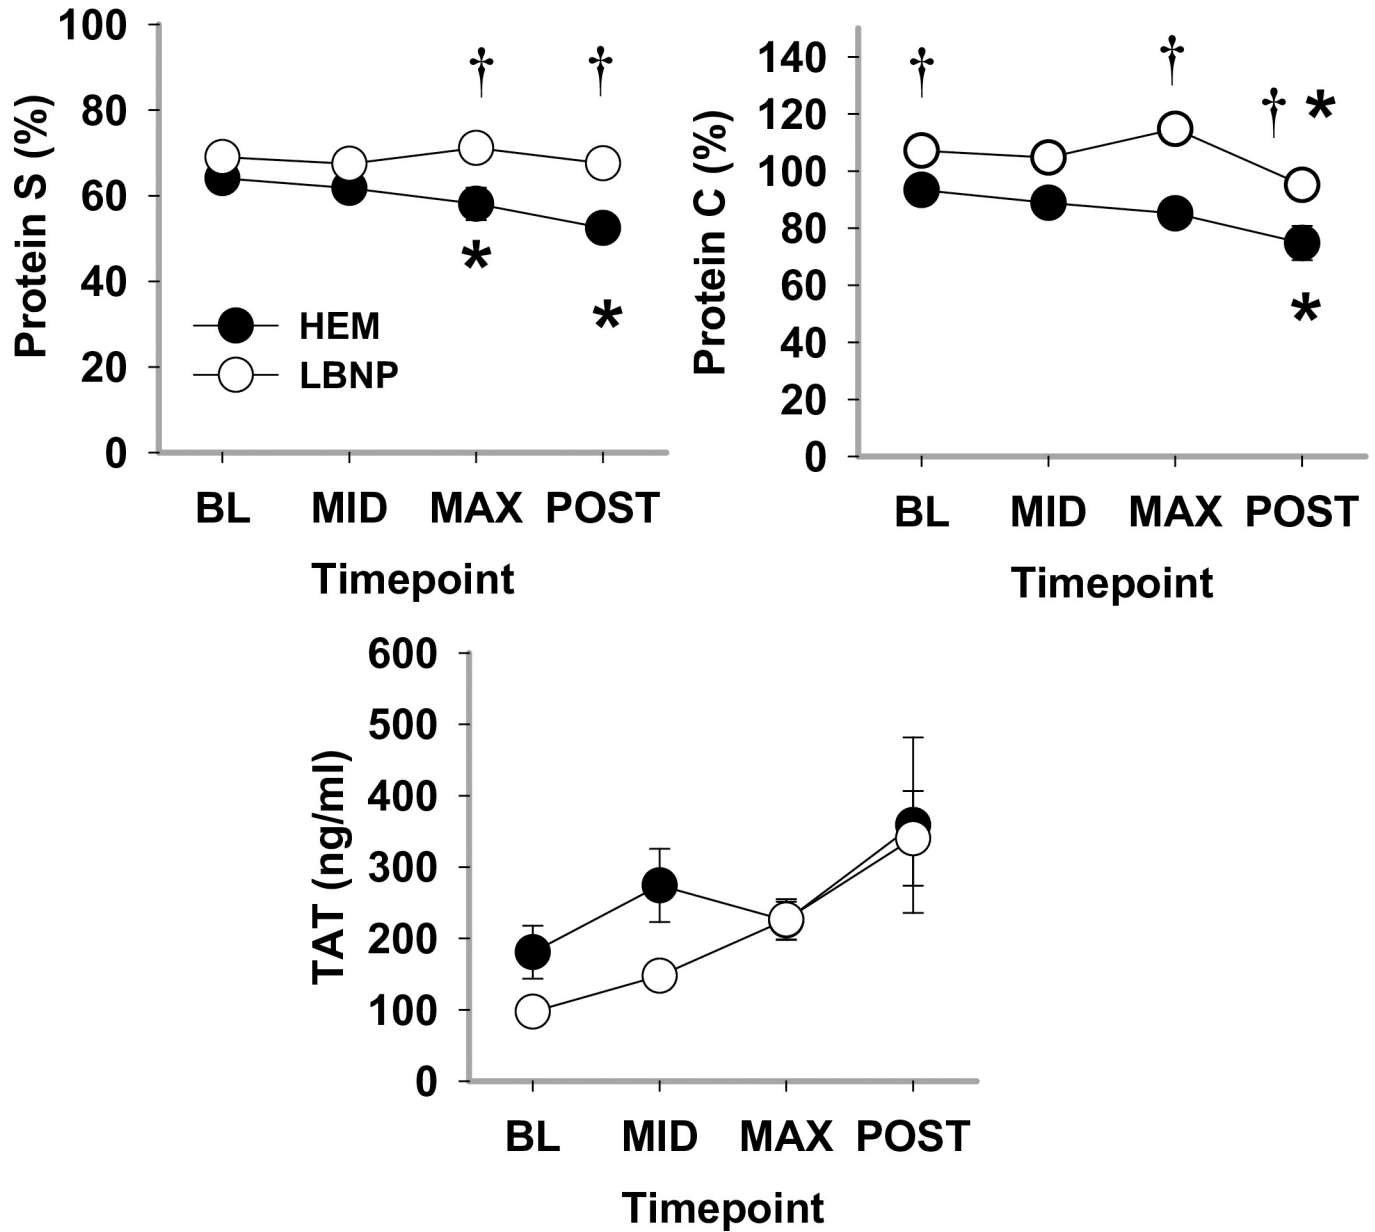 100
80
60
40
20
0
Protein S (%)
† †
*
*
HEM
LBNP
BL MID MAX POST
Timepoint
140
120
100
80
60
40
20
0
Protein C (%)
† †
† *
*
BL MID MAX POST
Timepoint
600
500
400
300
200
100
0
TAT (ng/ml)
BL MID MAX POST
Timepoint